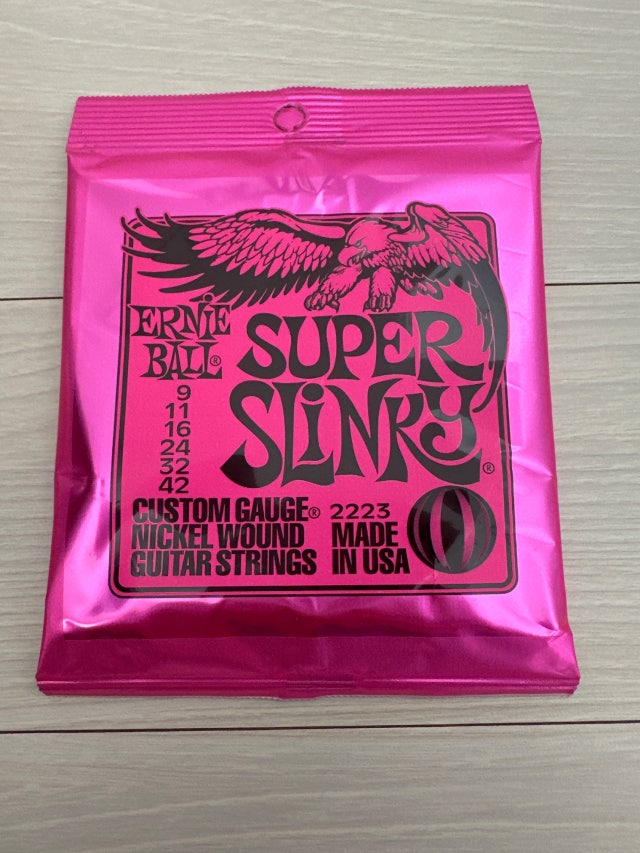 ERNIE
BALL®
SUPER
SLINKY®
9
11
16
24
32
42
CUSTOM GAUGE®
NICKEL WOUND
GUITAR STRINGS
2223
MADE
IN USA